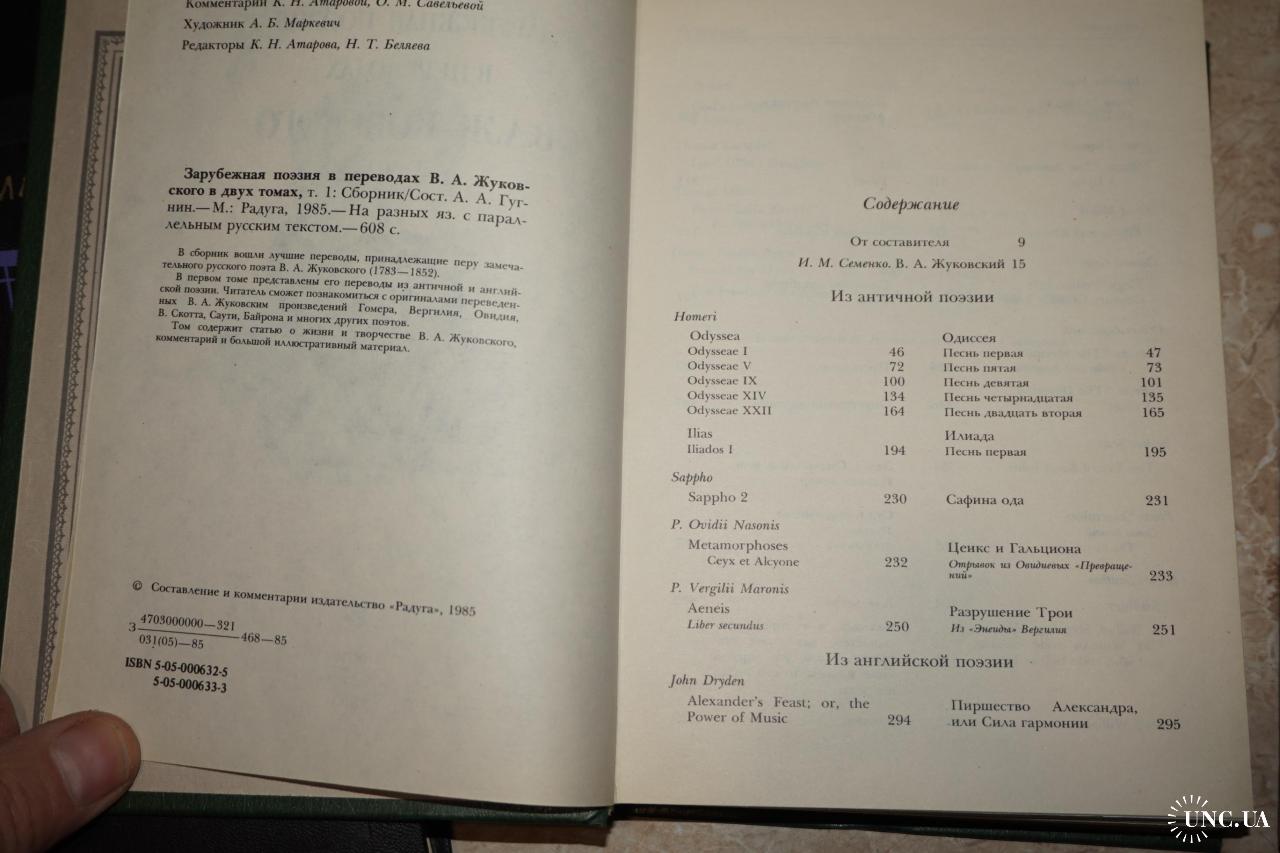 Комментарии К. Н. Атаровой, О. М. Савельевой
Художник А. Б. Маркевич
Редакторы К. Н. Атарова, Н. Т. Беляева
Зарубежная поэзия в переводах В. А. Жуков-
ского в двух томах, т. 1: Сборник/Сост. А. А. Гуг-
нин.— М.: Радуга, 1985.— На разных яз. с парал-
лельным русским текстом.— 608 с.
В сборник вошли лучшие переводы, принадлежащие перу замеча-
тельного русского поэта В. А. Жуковского (1783—1852).
В первом томе представлены его переводы из античной и англий-
ской поэзии. Читатель сможет познакомиться с оригиналами переведен-
ных В. А. Жуковским произведений Гомера, Вергилия, Овидия,
В. Скотта, Саути, Байрона и многих других поэтов.
Том содержит статью о жизни и творчестве В. А. Жуковского,
комментарий и большой иллюстративный материал.
© Составление и комментарии издательство «Радуга», 1985
З 4703000000—321
031(05)—85 —468—85
ISBN 5-05-000632-5
5-05-000633-3
Содержание
От составителя 9
И. М. Семенко. В. А. Жуковский 15
Из античной поэзии
Homeri
Odyssea Одиссея
Odysseae I 46 Песнь первая 47
Odysseae V 72 Песнь пятая 73
Odysseae IX 100 Песнь девятая 101
Odysseae XIV 134 Песнь четырнадцатая 135
Odysseae XXII 164 Песнь двадцать вторая 165
Ilias Илиада
Iliados I 194 Песнь первая 195
Sappho
Sappho 2 230 Сафина ода 231
P. Ovidii Nasonis
Metamorphoses Цеикс и Гальциона
Ceyx et Alcyone 232 Отрывок из Овидиевых «Превраще-
ний» 233
P. Vergilii Maronis
Aeneis Разрушение Трои
Liber secundus 250 Из «Энеиды» Вергилия 251
Из английской поэзии
John Dryden
Alexander's Feast; or, the Пиршество Александра,
Power of Music 294 или Сила гармонии 295
UNC.UA